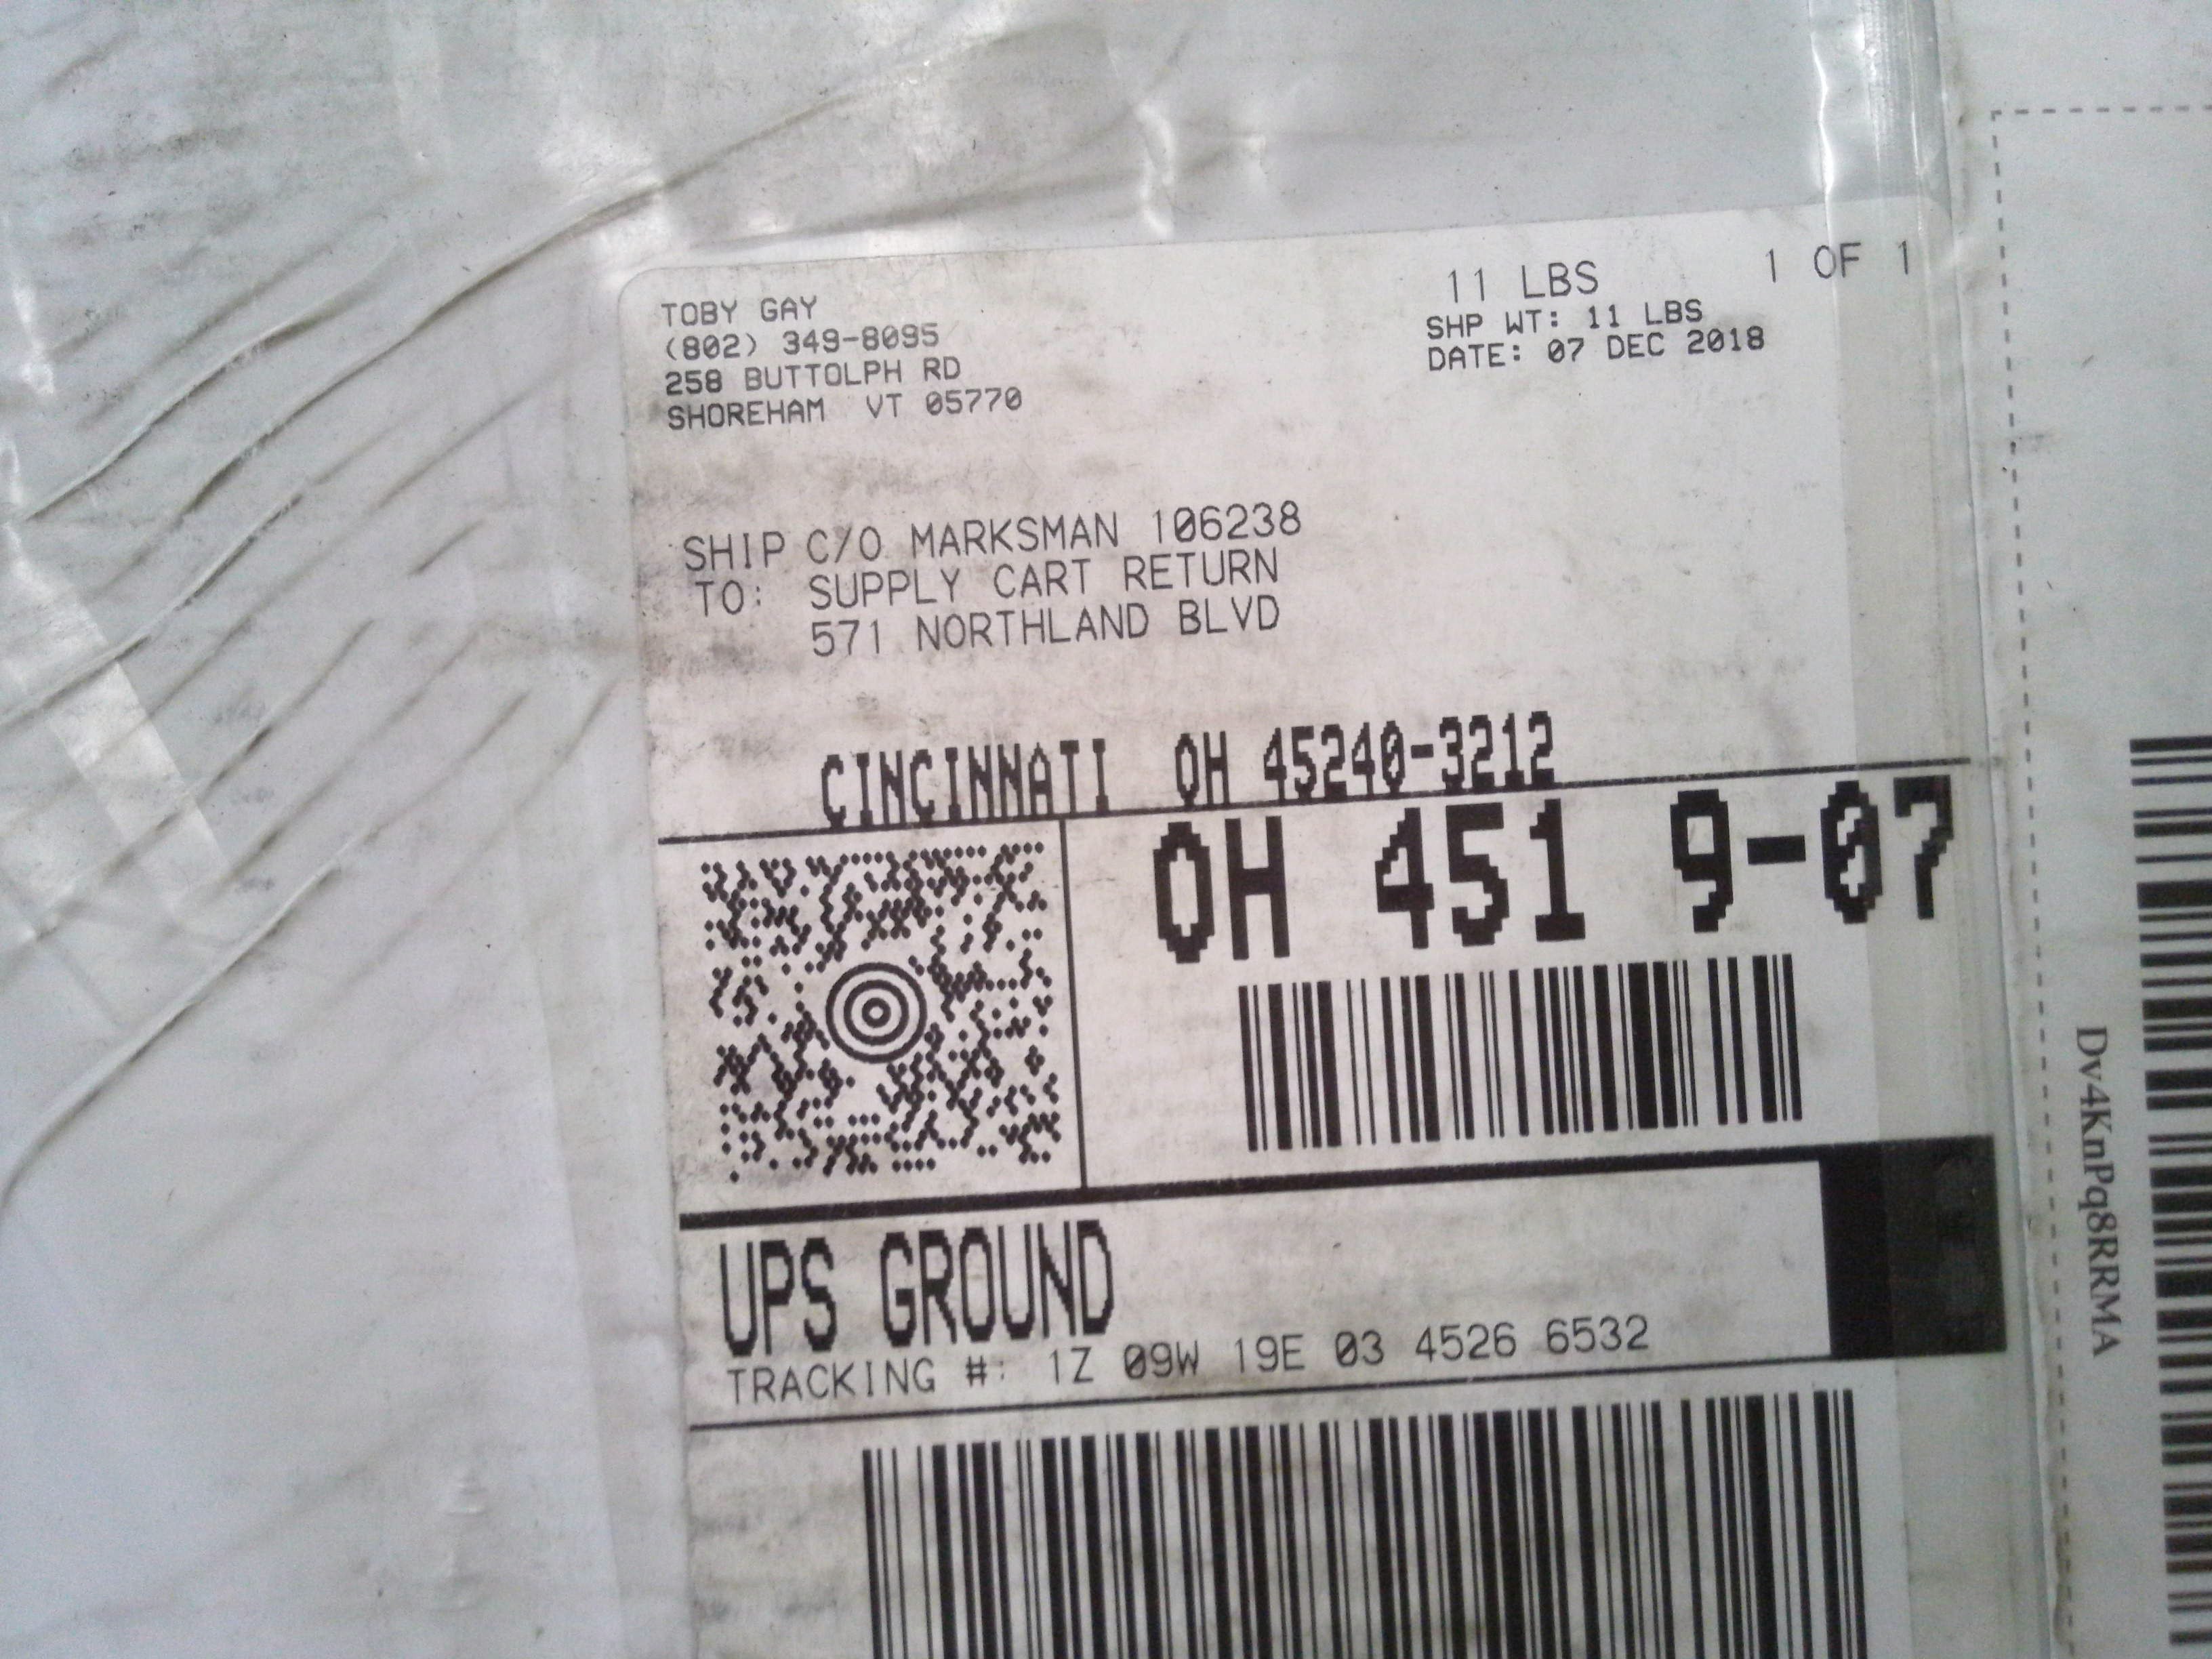 TOBY GAY
(802) 349-8095
258 BUTTOLPH RD
SHOREHAM VT 05770
11 LBS 1 OF 1
SHP WT: 11 LBS
DATE: 07 DEC 2018
SHIP C/O MARKSMAN 106238
TO: SUPPLY CART RETURN
571 NORTHLAND BLVD
CINCINNATI OH 45240-3212
OH 451 9-07
UPS GROUND
TRACKING #: 1Z 09W 19E 03 4526 6532
Dv4KnPq8RRMA